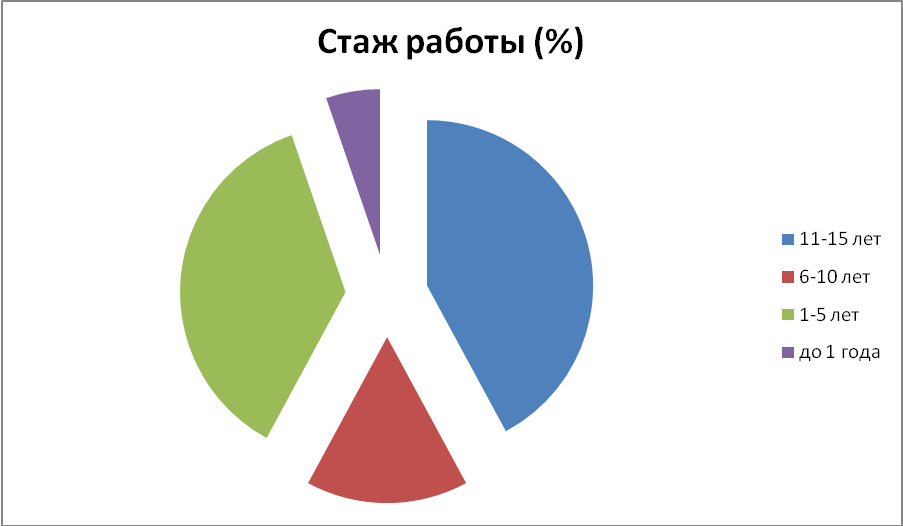 Стаж работы (%)
11-15 лет
6-10 лет
1-5 лет
до 1 года